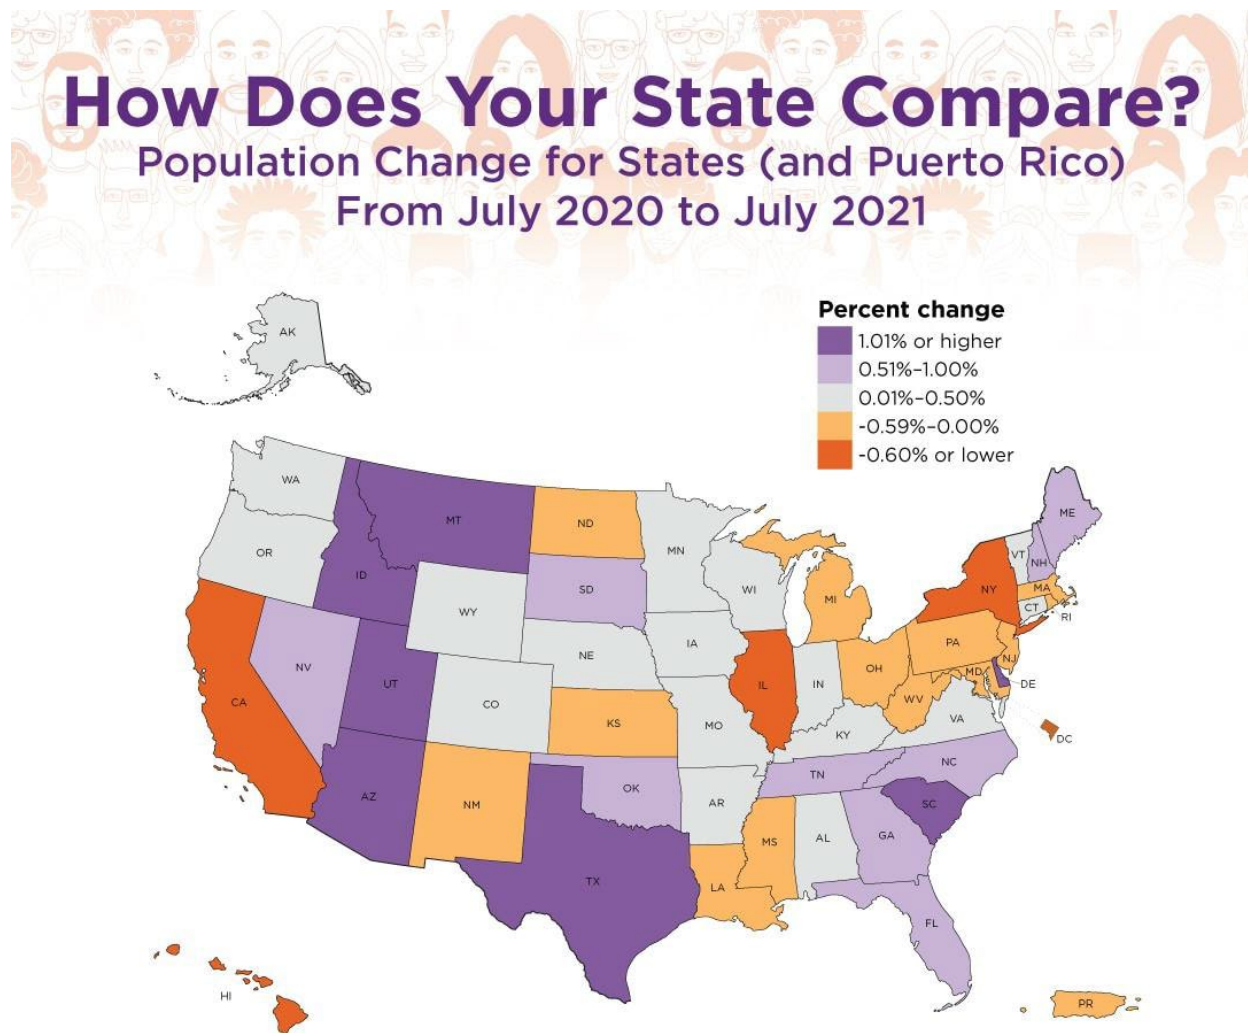 How Does Your State Compare?
Population Change for States (and Puerto Rico)
From July 2020 to July 2021
Percent change
1.01% or higher
0.51%–1.00%
0.01%–0.50%
-0.59%–0.00%
-0.60% or lower
AK
WA
MT
ND
MN
ME
OR
ID
SD
WI
VT
NH
WY
MI
NY
MA
CT
RI
NV
UT
NE
IA
PA
NJ
CA
CO
IL
IN
OH
MD
DE
WV
KS
MO
KY
VA
DC
AZ
NM
OK
AR
TN
NC
SC
TX
LA
MS
AL
GA
FL
HI
PR